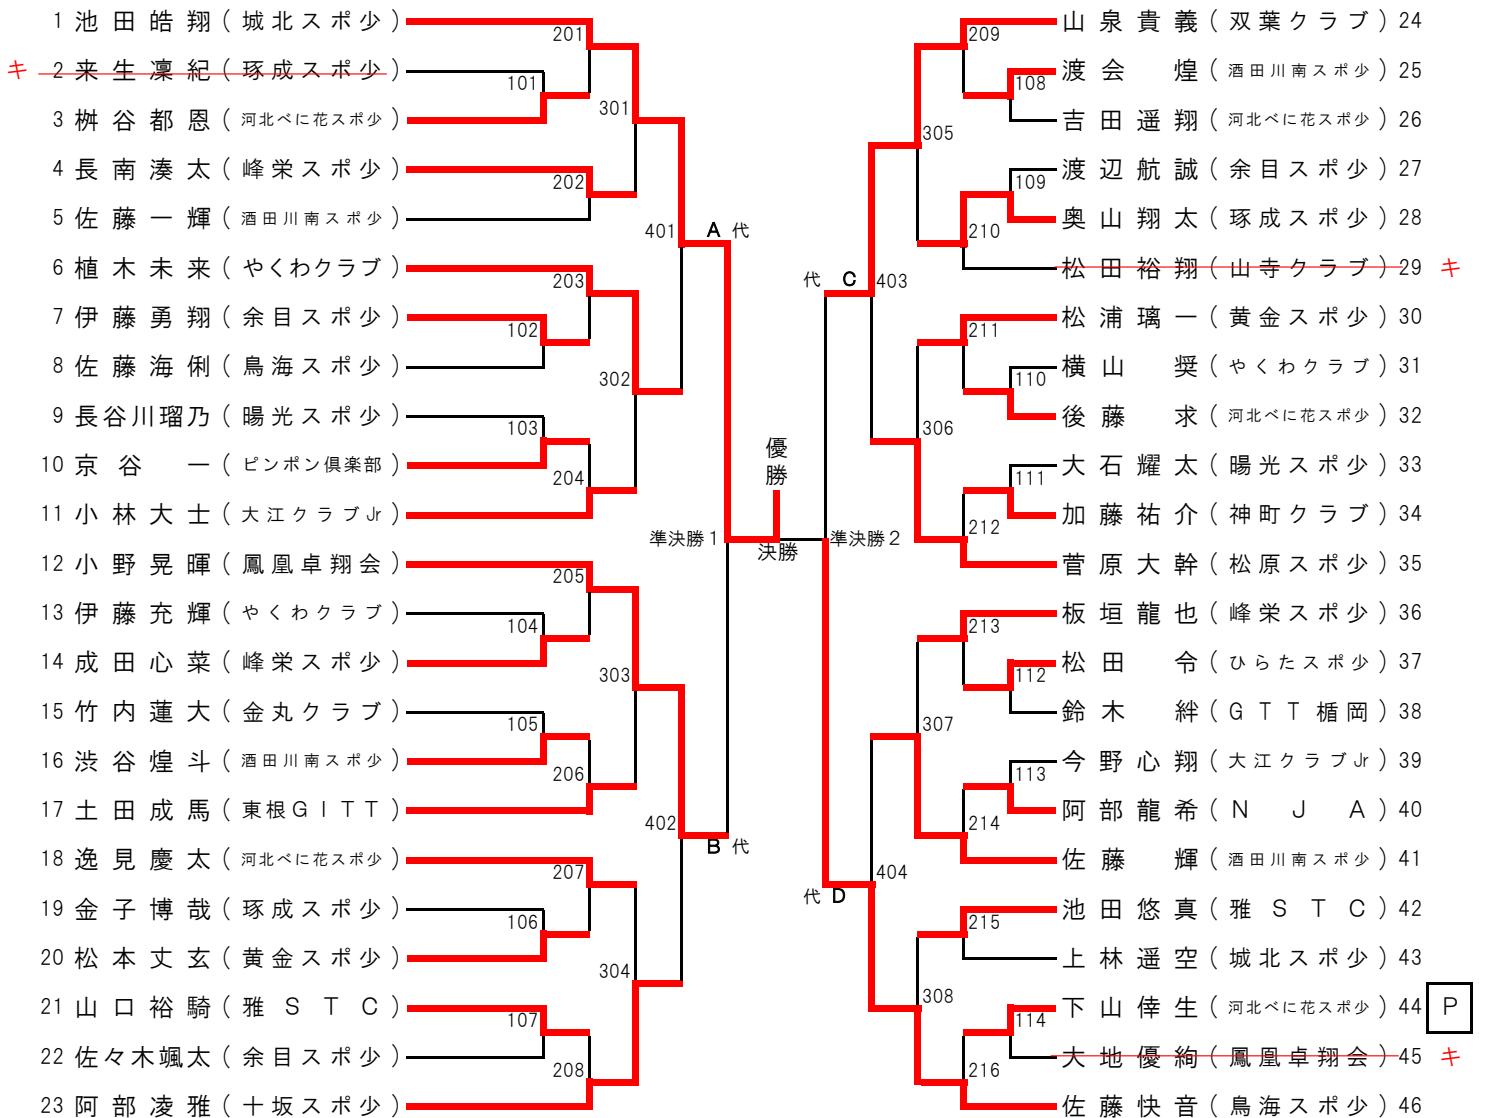 1 池田皓翔（城北スポ少）
キ 2 来生凜紀（琢成スポ少）
3 桝谷都恩（河北べに花スポ少）
4 長南湊太（峰栄スポ少）
5 佐藤一輝（酒田川南スポ少）
6 植木未来（やくわクラブ）
7 伊藤勇翔（余目スポ少）
8 佐藤海俐（鳥海スポ少）
9 長谷川瑠乃（暘光スポ少）
10 京谷　一（ピンポン倶楽部）
11 小林大士（大江クラブJr）
12 小野晃暉（鳳凰卓翔会）
13 伊藤充輝（やくわクラブ）
14 成田心菜（峰栄スポ少）
15 竹内蓮大（金丸クラブ）
16 渋谷煌斗（酒田川南スポ少）
17 土田成馬（東根ＧＩＴＴ）
18 逸見慶太（河北べに花スポ少）
19 金子博哉（琢成スポ少）
20 松本丈玄（黄金スポ少）
21 山口裕騎（雅ＳＴＣ）
22 佐々木颯太（余目スポ少）
23 阿部凌雅（十坂スポ少）
101
102
103
104
105
106
107
201
202
203
204
205
206
207
208
301
302
303
304
401
402
A 代
B 代
準決勝１
優勝
決勝
準決勝２
代 C
代 D
403
404
305
306
307
308
209
210
211
212
213
214
215
216
108
109
110
111
112
113
114
山泉貴義（双葉クラブ）24
渡会　煌（酒田川南スポ少）25
吉田遥翔（河北べに花スポ少）26
渡辺航誠（余目スポ少）27
奥山翔太（琢成スポ少）28
松田裕翔（山寺クラブ）29 キ
松浦璃一（黄金スポ少）30
横山　奨（やくわクラブ）31
後藤　求（河北べに花スポ少）32
大石耀太（暘光スポ少）33
加藤祐介（神町クラブ）34
菅原大幹（松原スポ少）35
板垣龍也（峰栄スポ少）36
松田　令（ひらたスポ少）37
鈴木　絆（ＧＴＴ楯岡）38
今野心翔（大江クラブJr）39
阿部龍希（ＮＪＡ）40
佐藤　輝（酒田川南スポ少）41
池田悠真（雅ＳＴＣ）42
上林遥空（城北スポ少）43
下山倖生（河北べに花スポ少）44 P
大地優絢（鳳凰卓翔会）45 キ
佐藤快音（鳥海スポ少）46